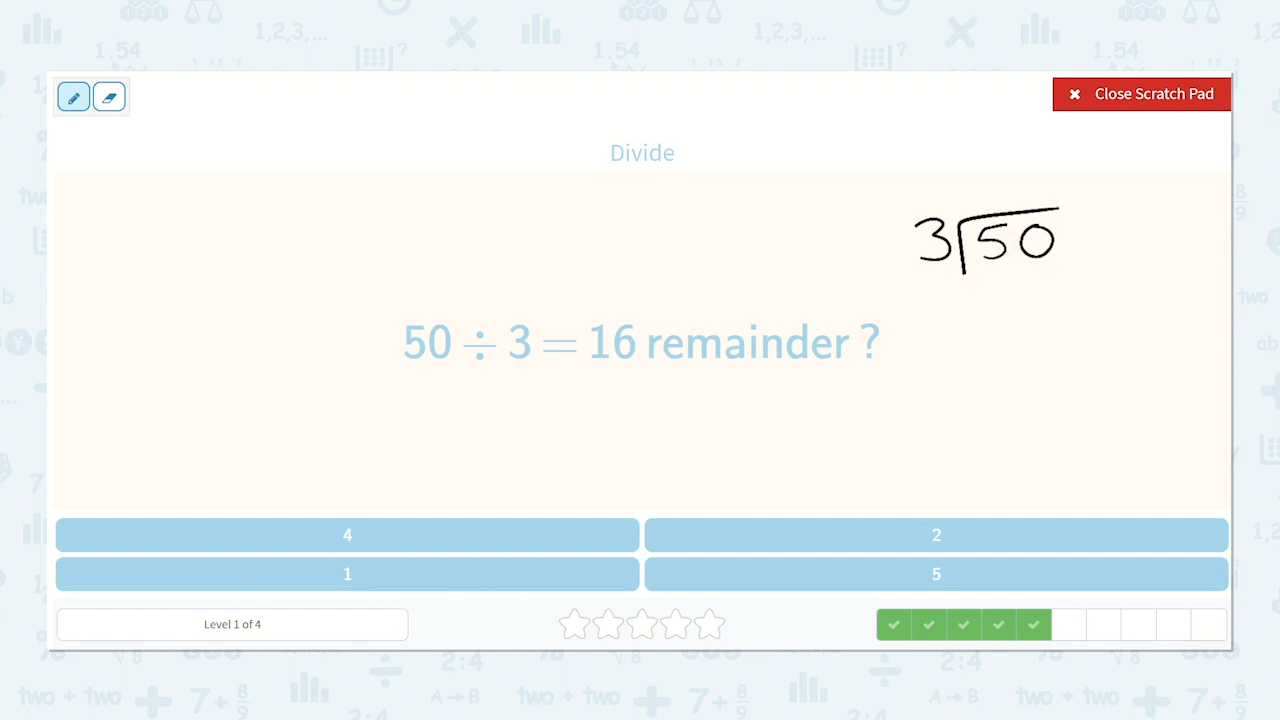 Close Scratch Pad
Divide
3 50
50 ÷ 3 = 16 remainder ?
4
2
1
5
Level 1 of 4